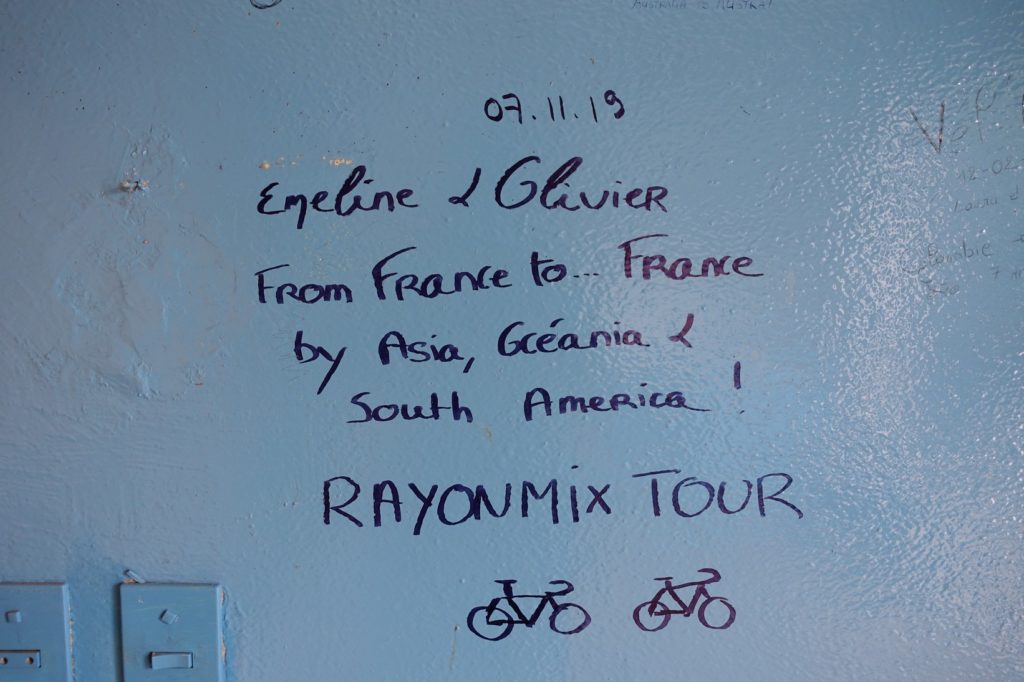 07.11.19
Emeline & Olivier
From France to... France
by Asia, Océania &
South America !
RAYONMIX TOUR